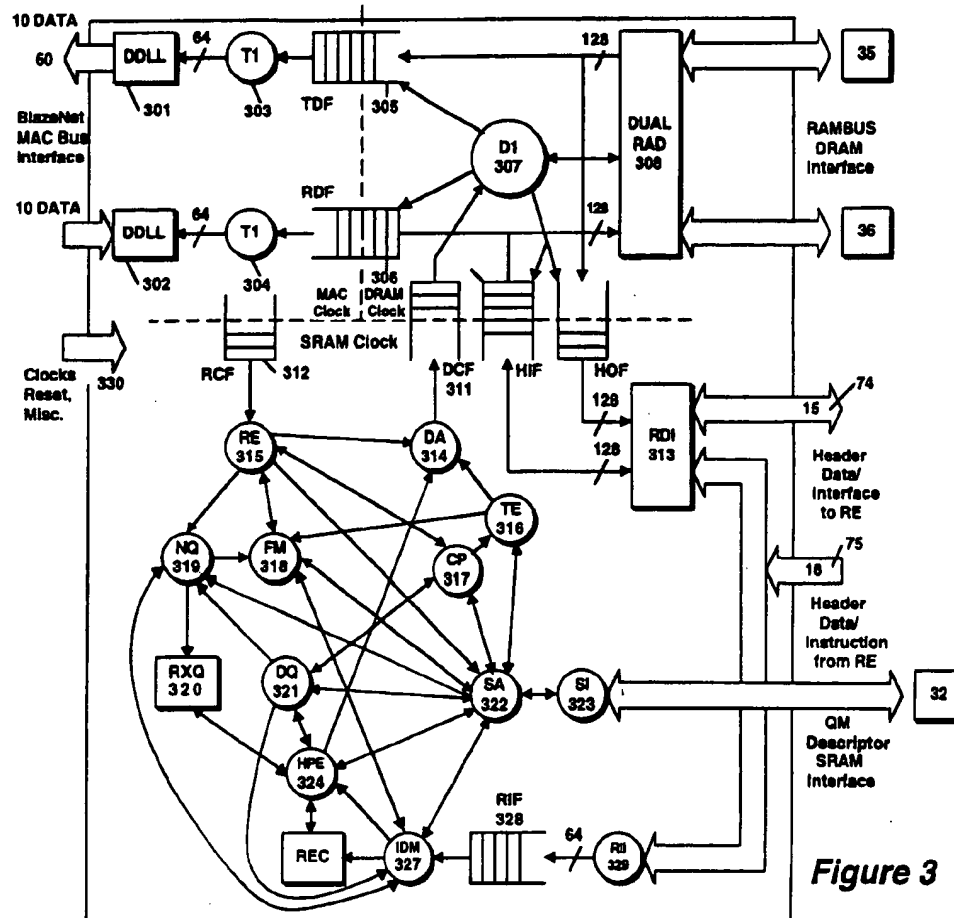 10 DATA
60
DDLL
301
64
T1
303
TDF
305
128
DUAL
RAD
308
35
BlazeNet
MAC Bus
Interface
D1
307
RAMBUS
DRAM
Interface
10 DATA
DDLL
302
64
T1
304
RDF
306
128
36
MAC
Clock
DRAM
Clock
SRAM Clock
Clocks
Reset,
Misc.
330
RCF
312
DCF
311
HIF
HOF
128
128
RDI
313
15
74
Header
Data/
Interface
to RE
RE
315
DA
314
TE
316
NQ
319
FM
318
CP
317
16
75
Header
Data/
Instruction
from RE
RXQ
320
DQ
321
SA
322
SI
323
32
QM
Descriptor
SRAM
Interface
HPE
324
REC
IDM
327
RIF
328
64
RII
329
Figure 3